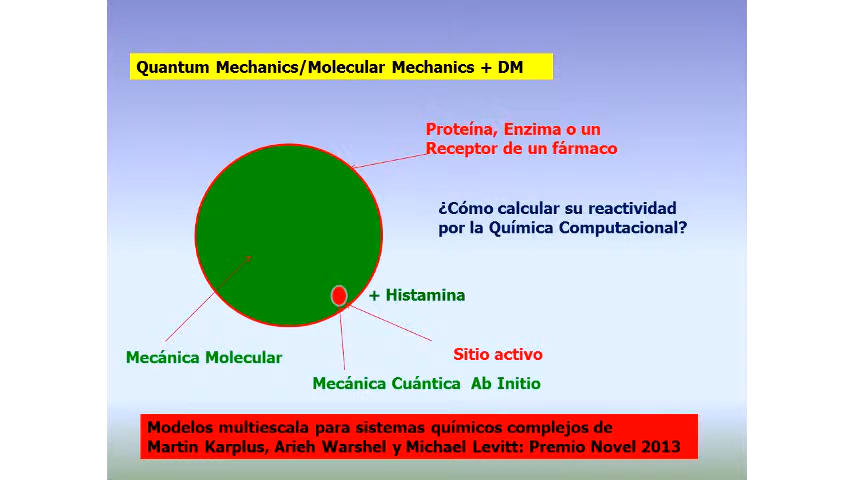 Quantum Mechanics/Molecular Mechanics + DM
Proteína, Enzima o un
Receptor de un fármaco
¿Cómo calcular su reactividad
por la Química Computacional?
+ Histamina
Sitio activo
Mecánica Molecular
Mecánica Cuántica Ab Initio
Modelos multiescala para sistemas químicos complejos de
Martin Karplus, Arieh Warshel y Michael Levitt: Premio Novel 2013